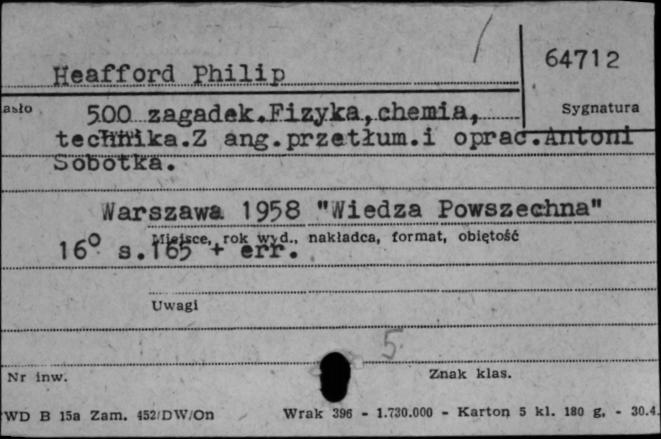 64712
Heafford Philip
asło
500 zagadek.Fizyka,chemia,
Sygnatura
technika.Z ang.przetłum.i oprac.Antoni
Sobotka.
Warszawa 1958 "Wiedza Powszechna"
Miejsce, rok wyd., nakładca, format, objętość
16° s.165 + err.
Uwagi
5
Nr inw.
Znak klas.
WD B 15a Zam. 452/DW/On Wrak 396 - 1.730.000 - Karton 5 kl. 180 g. - 30.4.